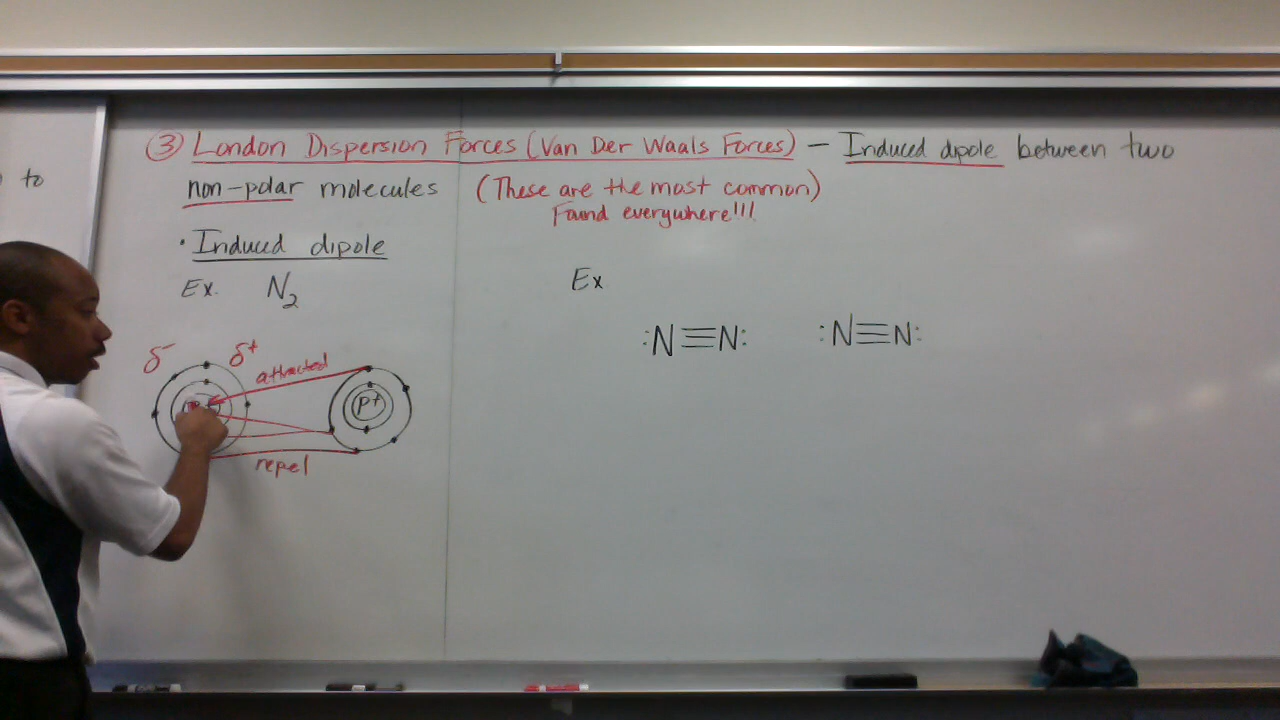 to
③ London Dispersion Forces (Van Der Waals Forces) – Induced dipole between two
non-polar molecules (These are the most common)
Found everywhere!!!
• Induced dipole
Ex. N₂
Ex
:N≡N: :N≡N:
δ⁻ δ⁺
attracted
p+
repel